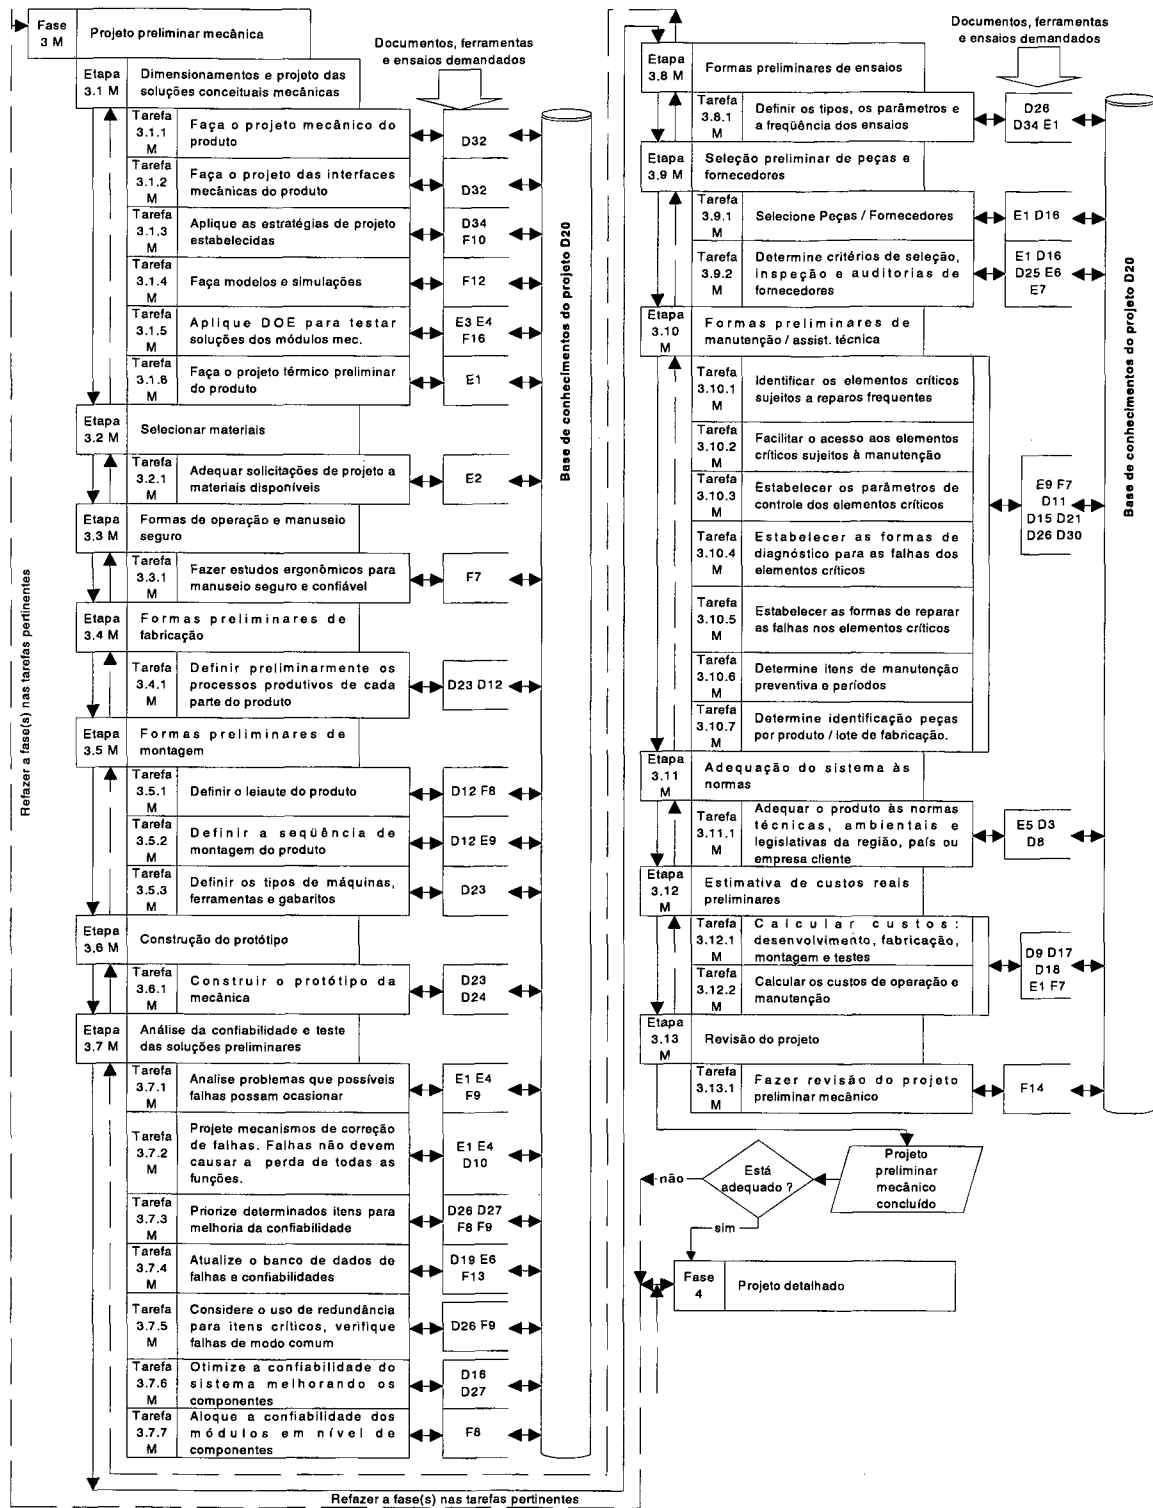 Fase
3 M
Projeto preliminar mecânica
Documentos, ferramentas
e ensaios demandados
Etapa
3.1 M
Dimensionamentos e projeto das
soluções conceituais mecânicas
Tarefa
3.1.1
M
Faça o projeto mecânico do
produto
D32
Tarefa
3.1.2
M
Faça o projeto das interfaces
mecânicas do produto
D32
Tarefa
3.1.3
M
Aplique as estratégias de projeto
estabelecidas
D34
F10
Tarefa
3.1.4
M
Faça modelos e simulações
F12
Tarefa
3.1.5
M
Aplique DOE para testar
soluções dos módulos mec.
E3 E4
F16
Tarefa
3.1.6
M
Faça o projeto térmico preliminar
do produto
E1
Etapa
3.2 M
Selecionar materiais
Tarefa
3.2.1
M
Adequar solicitações de projeto a
materiais disponíveis
E2
Etapa
3.3 M
Formas de operação e manuseio
seguro
Tarefa
3.3.1
M
Fazer estudos ergonômicos para
manuseio seguro e confiável
F7
Etapa
3.4 M
Formas preliminares de
fabricação
Tarefa
3.4.1
M
Definir preliminarmente os
processos produtivos de cada
parte do produto
D23 D12
Etapa
3.5 M
Formas preliminares de
montagem
Tarefa
3.5.1
M
Definir o leiaute do produto
D12 F8
Tarefa
3.5.2
M
Definir a seqüência de
montagem do produto
D12 E9
Tarefa
3.5.3
M
Definir os tipos de máquinas,
ferramentas e gabaritos
D23
Etapa
3.6 M
Construção do protótipo
Tarefa
3.6.1
M
Construir o protótipo da
mecânica
D23
D24
Etapa
3.7 M
Análise da confiabilidade e teste
das soluções preliminares
Tarefa
3.7.1
M
Analise problemas que possíveis
falhas possam ocasionar
E1 E4
F9
Tarefa
3.7.2
M
Projete mecanismos de correção
de falhas. Falhas não devem
causar a perda de todas as
funções.
E1 E4
D10
Tarefa
3.7.3
M
Priorize determinados itens para
melhoria da confiabilidade
D26 D27
F8 F9
Tarefa
3.7.4
M
Atualize o banco de dados de
falhas e confiabilidades
D19 E6
F13
Tarefa
3.7.5
M
Considere o uso de redundância
para itens críticos, verifique
falhas de modo comum
D26 F9
Tarefa
3.7.6
M
Otimize a confiabilidade do
sistema melhorando os
componentes
D16
D27
Tarefa
3.7.7
M
Aloque a confiabilidade dos
módulos em nível de
componentes
F8
Base de conhecimentos do projeto D20
Refazer a fase(s) nas tarefas pertinentes
Refazer a fase(s) nas tarefas pertinentes
Documentos, ferramentas
e ensaios demandados
Etapa
3.8 M
Formas preliminares de ensaios
Tarefa
3.8.1
M
Definir os tipos, os parâmetros e
a freqüência dos ensaios
D26
D34 E1
Etapa
3.9 M
Seleção preliminar de peças e
fornecedores
Tarefa
3.9.1
M
Selecione Peças / Fornecedores
E1 D16
Tarefa
3.9.2
M
Determine critérios de seleção,
inspeção e auditorias de
fornecedores
E1 D16
D25 E6
E7
Etapa
3.10
M
Formas preliminares de
manutenção / assist. técnica
Tarefa
3.10.1
M
Identificar os elementos críticos
sujeitos a reparos frequentes
Tarefa
3.10.2
M
Facilitar o acesso aos elementos
críticos sujeitos à manutenção
Tarefa
3.10.3
M
Estabelecer os parâmetros de
controle dos elementos críticos
Tarefa
3.10.4
M
Estabelecer as formas de
diagnóstico para as falhas dos
elementos críticos
Tarefa
3.10.5
M
Estabelecer as formas de reparar
as falhas nos elementos críticos
Tarefa
3.10.6
M
Determine itens de manutenção
preventiva e períodos
Tarefa
3.10.7
M
Determine identificação peças
por produto / lote de fabricação.
E9 F7
D11
D15 D21
D26 D30
Etapa
3.11
M
Adequação do sistema às
normas
Tarefa
3.11.1
M
Adequar o produto às normas
técnicas, ambientais e
legislativas da região, país ou
empresa cliente
E5 D3
D8
Etapa
3.12
M
Estimativa de custos reais
preliminares
Tarefa
3.12.1
M
Calcular custos:
desenvolvimento, fabricação,
montagem e testes
Tarefa
3.12.2
M
Calcular os custos de operação e
manutenção
D9 D17
D18
E1 F7
Etapa
3.13
M
Revisão do projeto
Tarefa
3.13.1
M
Fazer revisão do projeto
preliminar mecânico
F14
Base de conhecimentos do projeto D20
Projeto
preliminar
mecânico
concluído
Está
adequado ?
não
sim
Fase
4
Projeto detalhado